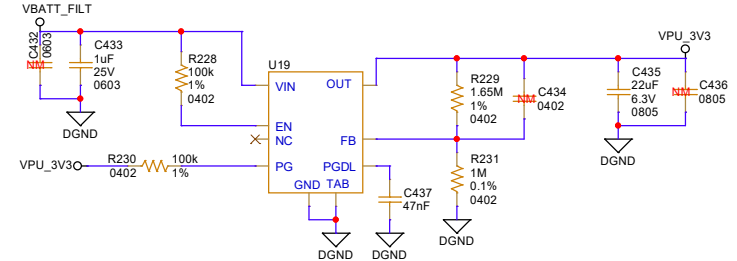 VBATT_FILT
C432
0603
NM
C433
1uF
25V
0603
DGND
R228
100k
1%
0402
U19
VIN
OUT
EN
NC
FB
PG
PGDL
GND
TAB
VPU_3V3
R230
0402
100k
1%
DGND
C437
47nF
DGND
R229
1.65M
1%
0402
NM
C434
0402
R231
1M
0.1%
0402
DGND
VPU_3V3
C435
22uF
6.3V
0805
NM
C436
0805
DGND